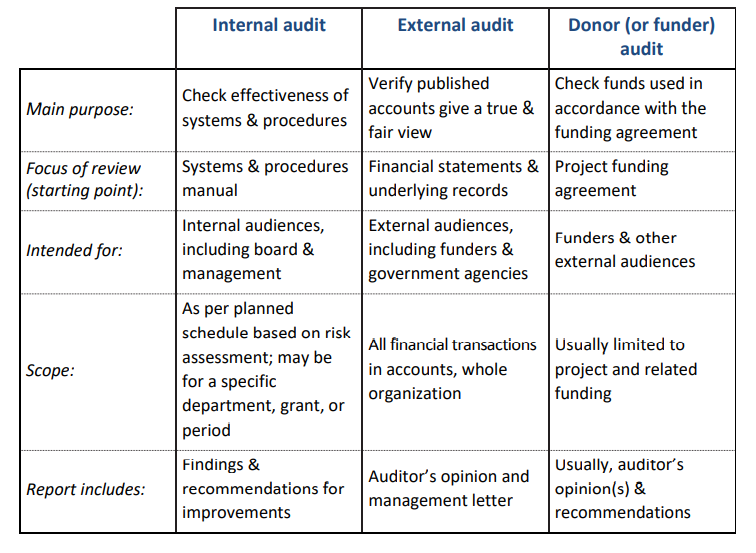 Internal audit
External audit
Donor (or funder)
audit
Main purpose:
Check effectiveness of
systems & procedures
Verify published
accounts give a true &
fair view
Check funds used in
accordance with the
funding agreement
Focus of review
(starting point):
Systems & procedures
manual
Financial statements &
underlying records
Project funding
agreement
Intended for:
Internal audiences,
including board &
management
External audiences,
including funders &
government agencies
Funders & other
external audiences
Scope:
As per planned
schedule based on risk
assessment; may be
for a specific
department, grant, or
period
All financial transactions
in accounts, whole
organization
Usually limited to
project and related
funding
Report includes:
Findings &
recommendations for
improvements
Auditor’s opinion and
management letter
Usually, auditor’s
opinion(s) &
recommendations